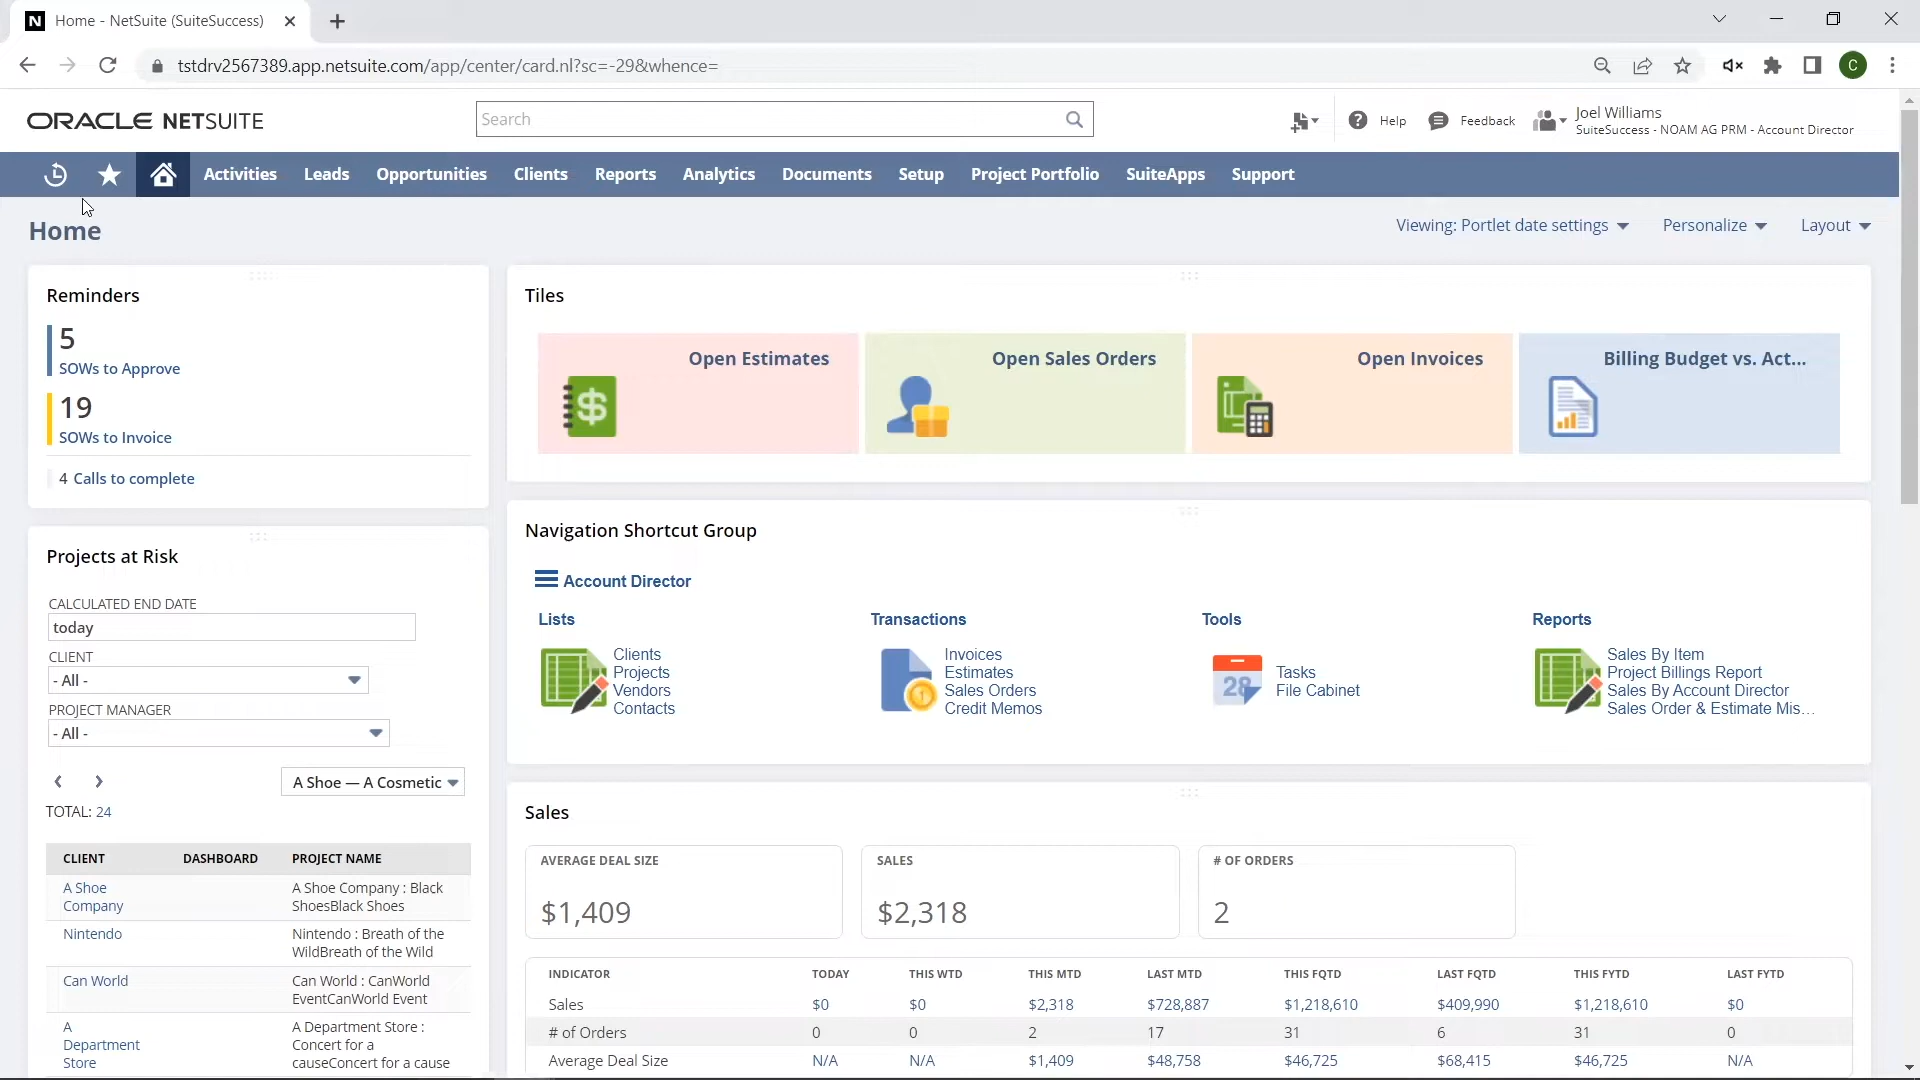 N Home - NetSuite (SuiteSuccess)
tstdrv2567389.app.netsuite.com/app/center/card.nl?sc=-29&whence=
C
ORACLE NETSUITE
Search
Help
Feedback
Joel Williams
SuiteSuccess - NOAM AG PRM - Account Director
Activities Leads Opportunities Clients Reports Analytics Documents Setup Project Portfolio SuiteApps Support
Home
Viewing: Portlet date settings
Personalize
Layout
Reminders
5
SOWs to Approve
19
SOWs to Invoice
4 Calls to complete
Projects at Risk
CALCULATED END DATE
today
CLIENT
- All -
PROJECT MANAGER
- All -
A Shoe — A Cosmetic
TOTAL: 24
CLIENT DASHBOARD PROJECT NAME
A Shoe
Company
A Shoe Company : Black
ShoesBlack Shoes
Nintendo
Nintendo : Breath of the
WildBreath of the Wild
Can World
Can World : CanWorld
EventCanWorld Event
A
Department
Store
A Department Store :
Concert for a
causeConcert for a cause
Tiles
Open Estimates
Open Sales Orders
Open Invoices
Billing Budget vs. Act...
Navigation Shortcut Group
Account Director
Lists
Clients
Projects
Vendors
Contacts
Transactions
Invoices
Estimates
Sales Orders
Credit Memos
Tools
28
Tasks
File Cabinet
Reports
Sales By Item
Project Billings Report
Sales By Account Director
Sales Order & Estimate Mis...
Sales
AVERAGE DEAL SIZE
$1,409
SALES
$2,318
# OF ORDERS
2
INDICATOR TODAY THIS WTD THIS MTD LAST MTD THIS FQTD LAST FQTD THIS FYTD LAST FYTD
Sales $0 $0 $2,318 $728,887 $1,218,610 $409,990 $1,218,610 $0
# of Orders 0 0 2 17 31 6 31 0
Average Deal Size N/A N/A $1,409 $48,758 $46,725 $68,415 $46,725 N/A